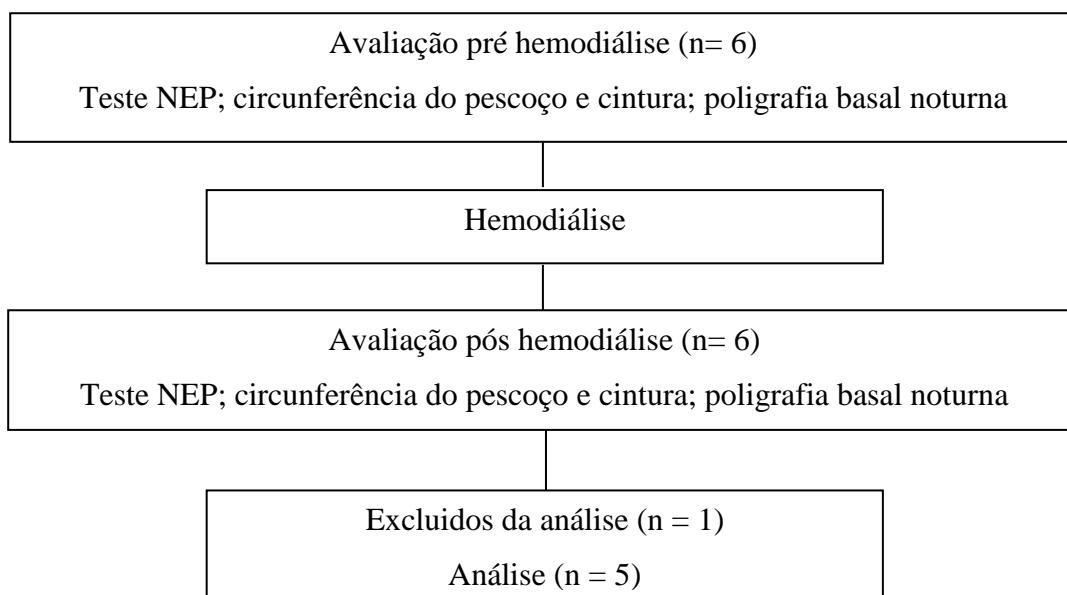 Avaliação pré hemodiálise (n= 6)
Teste NEP; circunferência do pescoço e cintura; poligrafia basal noturna
Hemodiálise
Avaliação pós hemodiálise (n= 6)
Teste NEP; circunferência do pescoço e cintura; poligrafia basal noturna
Excluidos da análise (n = 1)
Análise (n = 5)